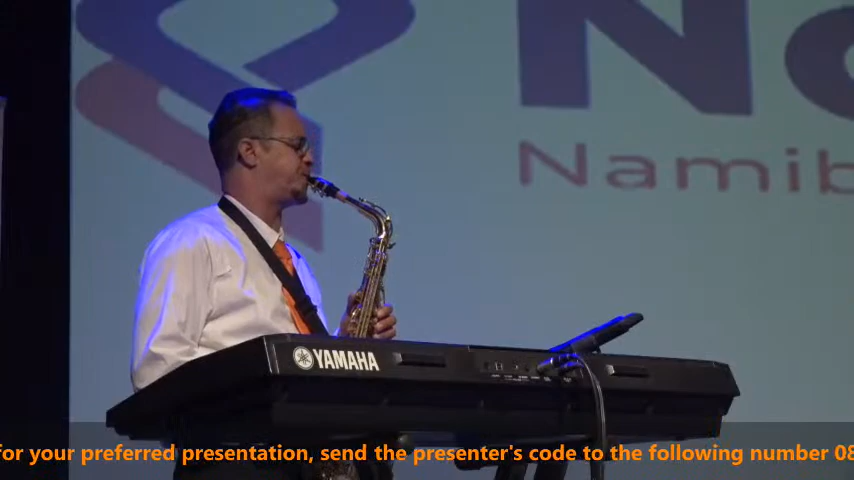 N
Namib
YAMAHA
for your preferred presentation, send the presenter's code to the following number 08